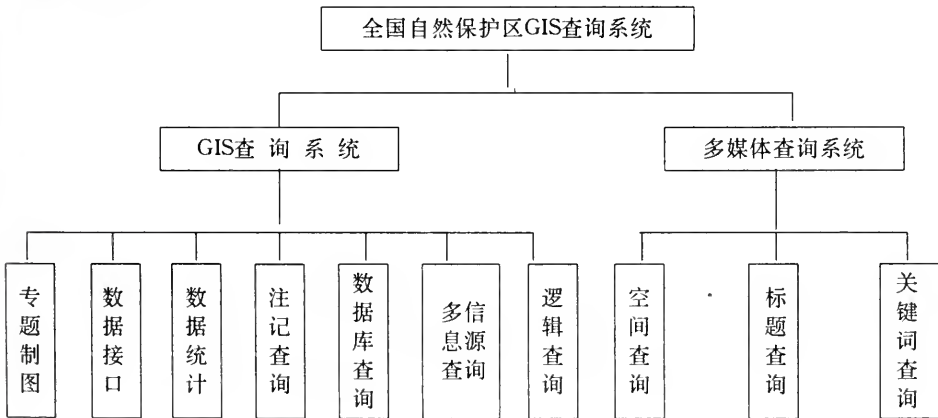 全国自然保护区GIS查询系统
GIS查询系统
多媒体查询系统
专题制图
数据接口
数据统计
注记查询
数据库查询
多信息源查询
逻辑查询
空间查询
标题查询
关键词查询